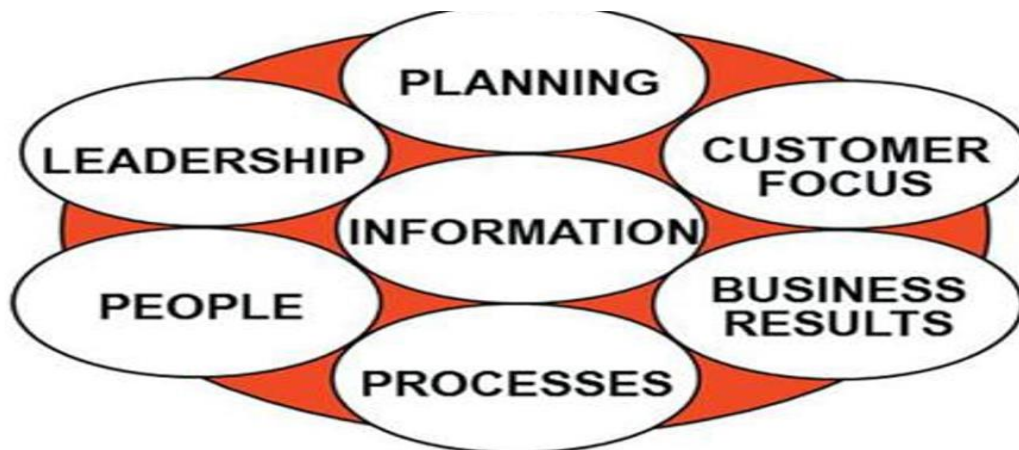 PLANNING
LEADERSHIP
CUSTOMER
FOCUS
INFORMATION
PEOPLE
BUSINESS
RESULTS
PROCESSES